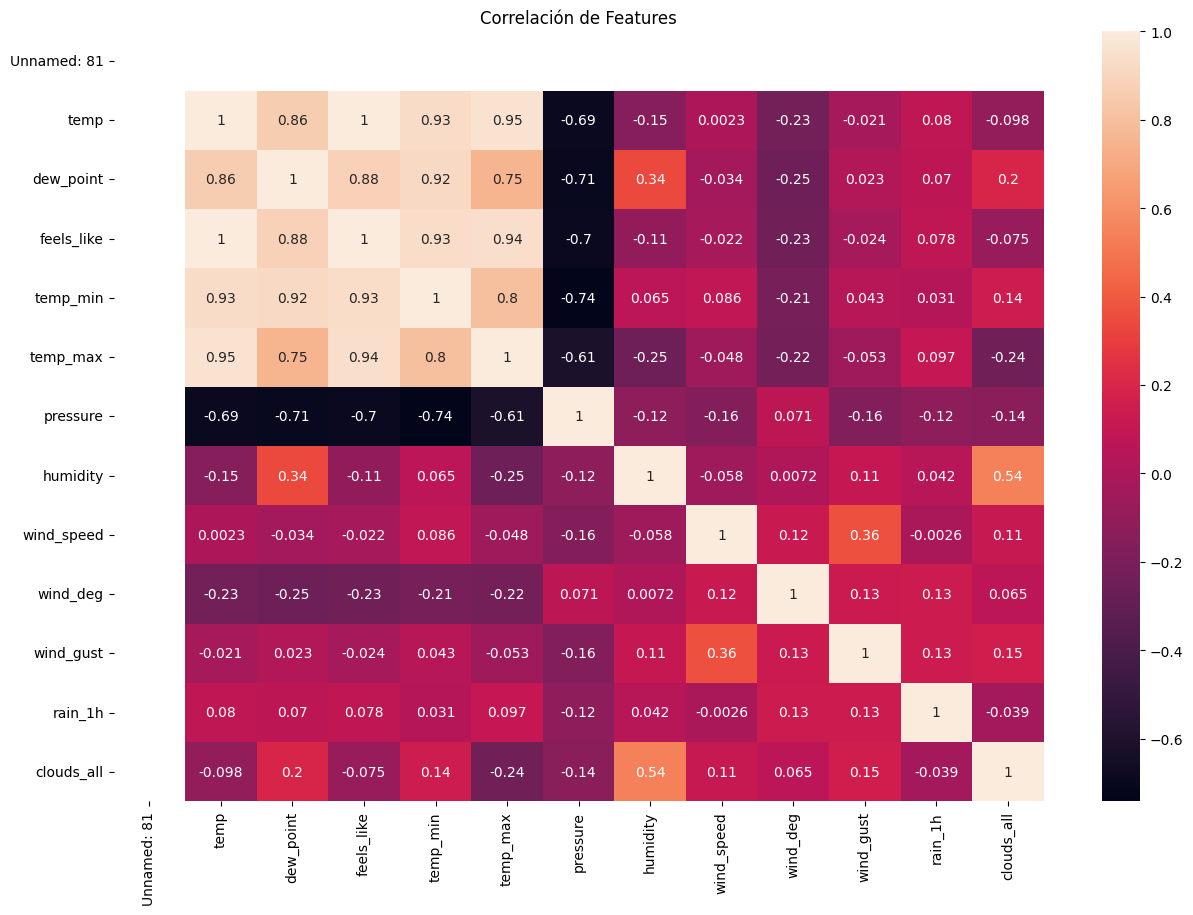 Correlación de Features
Unnamed: 81
temp 1 0.86 1 0.93 0.95 -0.69 -0.15 0.0023 -0.23 -0.021 0.08 -0.098
dew_point 0.86 1 0.88 0.92 0.75 -0.71 0.34 -0.034 -0.25 0.023 0.07 0.2
feels_like 1 0.88 1 0.93 0.94 -0.7 -0.11 -0.022 -0.23 -0.024 0.078 -0.075
temp_min 0.93 0.92 0.93 1 0.8 -0.74 0.065 0.086 -0.21 0.043 0.031 0.14
temp_max 0.95 0.75 0.94 0.8 1 -0.61 -0.25 -0.048 -0.22 -0.053 0.097 -0.24
pressure -0.69 -0.71 -0.7 -0.74 -0.61 1 -0.12 -0.16 0.071 -0.16 -0.12 -0.14
humidity -0.15 0.34 -0.11 0.065 -0.25 -0.12 1 -0.058 0.0072 0.11 0.042 0.54
wind_speed 0.0023 -0.034 -0.022 0.086 -0.048 -0.16 -0.058 1 0.12 0.36 -0.0026 0.11
wind_deg -0.23 -0.25 -0.23 -0.21 -0.22 0.071 0.0072 0.12 1 0.13 0.13 0.065
wind_gust -0.021 0.023 -0.024 0.043 -0.053 -0.16 0.11 0.36 0.13 1 0.13 0.15
rain_1h 0.08 0.07 0.078 0.031 0.097 -0.12 0.042 -0.0026 0.13 0.13 1 -0.039
clouds_all -0.098 0.2 -0.075 0.14 -0.24 -0.14 0.54 0.11 0.065 0.15 -0.039 1
Unnamed: 81
temp
dew_point
feels_like
temp_min
temp_max
pressure
humidity
wind_speed
wind_deg
wind_gust
rain_1h
clouds_all
1.0
0.8
0.6
0.4
0.2
0.0
−0.2
−0.4
−0.6